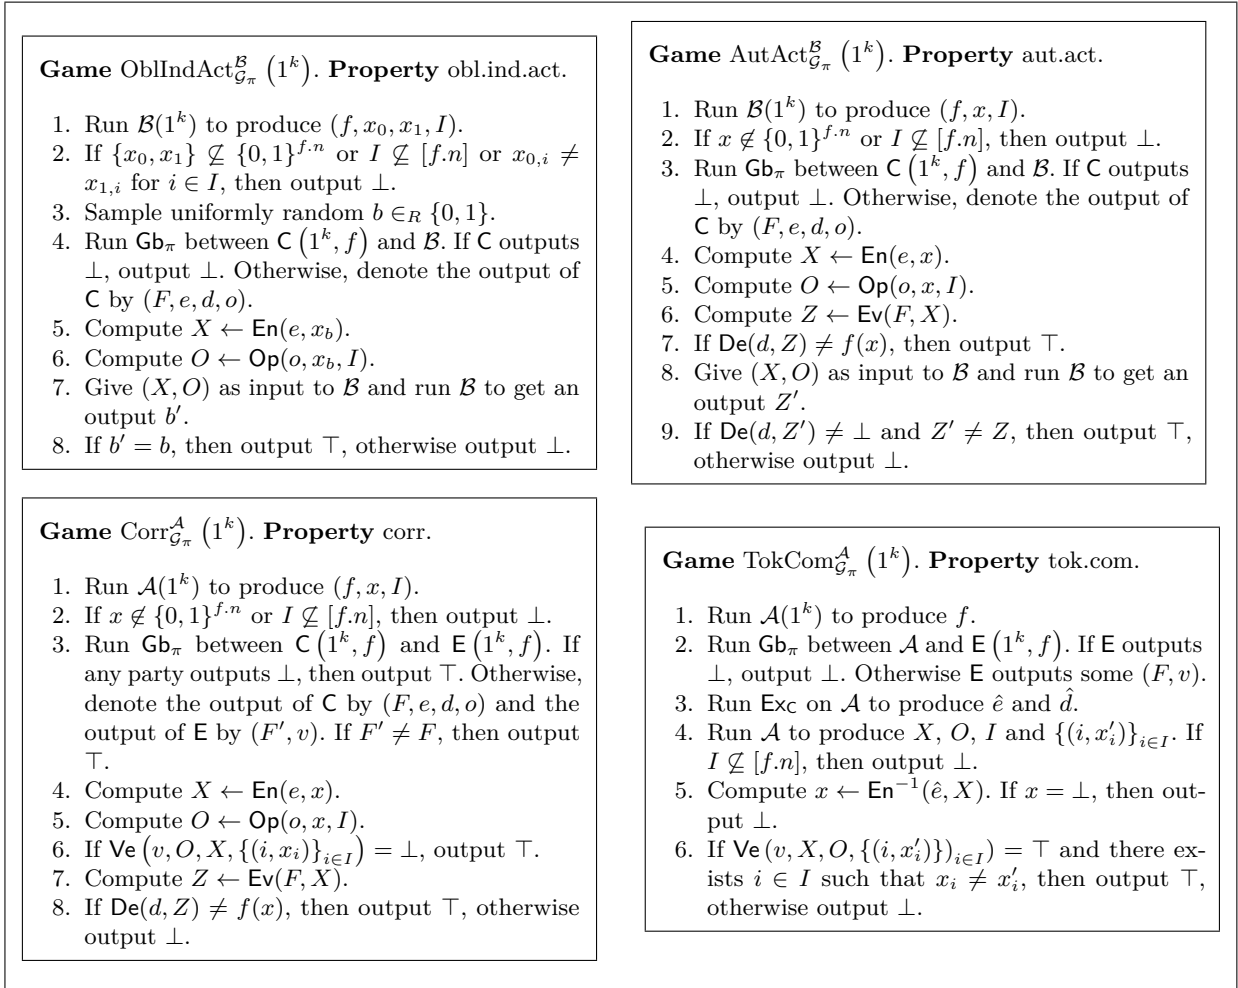 Game OblIndAct^ℬ_{𝒢_π} (1^k). Property obl.ind.act.
1. Run ℬ(1^k) to produce (f, x_0, x_1, I).
2. If {x_0, x_1} ⊈ {0, 1}^{f.n} or I ⊈ [f.n] or x_{0,i} ≠
x_{1,i} for i ∈ I, then output ⊥.
3. Sample uniformly random b ∈_R {0, 1}.
4. Run Gb_π between C (1^k, f) and ℬ. If C outputs
⊥, output ⊥. Otherwise, denote the output of
C by (F, e, d, o).
5. Compute X ← En(e, x_b).
6. Compute O ← Op(o, x_b, I).
7. Give (X, O) as input to ℬ and run ℬ to get an
output b′.
8. If b′ = b, then output ⊤, otherwise output ⊥.
Game AutAct^ℬ_{𝒢_π} (1^k). Property aut.act.
1. Run ℬ(1^k) to produce (f, x, I).
2. If x ∉ {0, 1}^{f.n} or I ⊈ [f.n], then output ⊥.
3. Run Gb_π between C (1^k, f) and ℬ. If C outputs
⊥, output ⊥. Otherwise, denote the output of
C by (F, e, d, o).
4. Compute X ← En(e, x).
5. Compute O ← Op(o, x, I).
6. Compute Z ← Ev(F, X).
7. If De(d, Z) ≠ f(x), then output ⊤.
8. Give (X, O) as input to ℬ and run ℬ to get an
output Z′.
9. If De(d, Z′) ≠ ⊥ and Z′ ≠ Z, then output ⊤,
otherwise output ⊥.
Game Corr^𝒜_{𝒢_π} (1^k). Property corr.
1. Run 𝒜(1^k) to produce (f, x, I).
2. If x ∉ {0, 1}^{f.n} or I ⊈ [f.n], then output ⊥.
3. Run Gb_π between C (1^k, f) and E (1^k, f). If
any party outputs ⊥, then output ⊤. Otherwise,
denote the output of C by (F, e, d, o) and the
output of E by (F′, v). If F′ ≠ F, then output
⊤.
4. Compute X ← En(e, x).
5. Compute O ← Op(o, x, I).
6. If Ve (v, O, X, {(i, x_i)}_{i∈I}) = ⊥, output ⊤.
7. Compute Z ← Ev(F, X).
8. If De(d, Z) ≠ f(x), then output ⊤, otherwise
output ⊥.
Game TokCom^𝒜_{𝒢_π} (1^k). Property tok.com.
1. Run 𝒜(1^k) to produce f.
2. Run Gb_π between 𝒜 and E (1^k, f). If E outputs
⊥, output ⊥. Otherwise E outputs some (F, v).
3. Run Ex_C on 𝒜 to produce ê and d̂.
4. Run 𝒜 to produce X, O, I and {(i, x′_i)}_{i∈I}. If
I ⊈ [f.n], then output ⊥.
5. Compute x ← En^{−1}(ê, X). If x = ⊥, then out-
put ⊥.
6. If Ve (v, X, O, {(i, x′_i)})_{i∈I}) = ⊤ and there ex-
ists i ∈ I such that x_i ≠ x′_i, then output ⊤,
otherwise output ⊥.